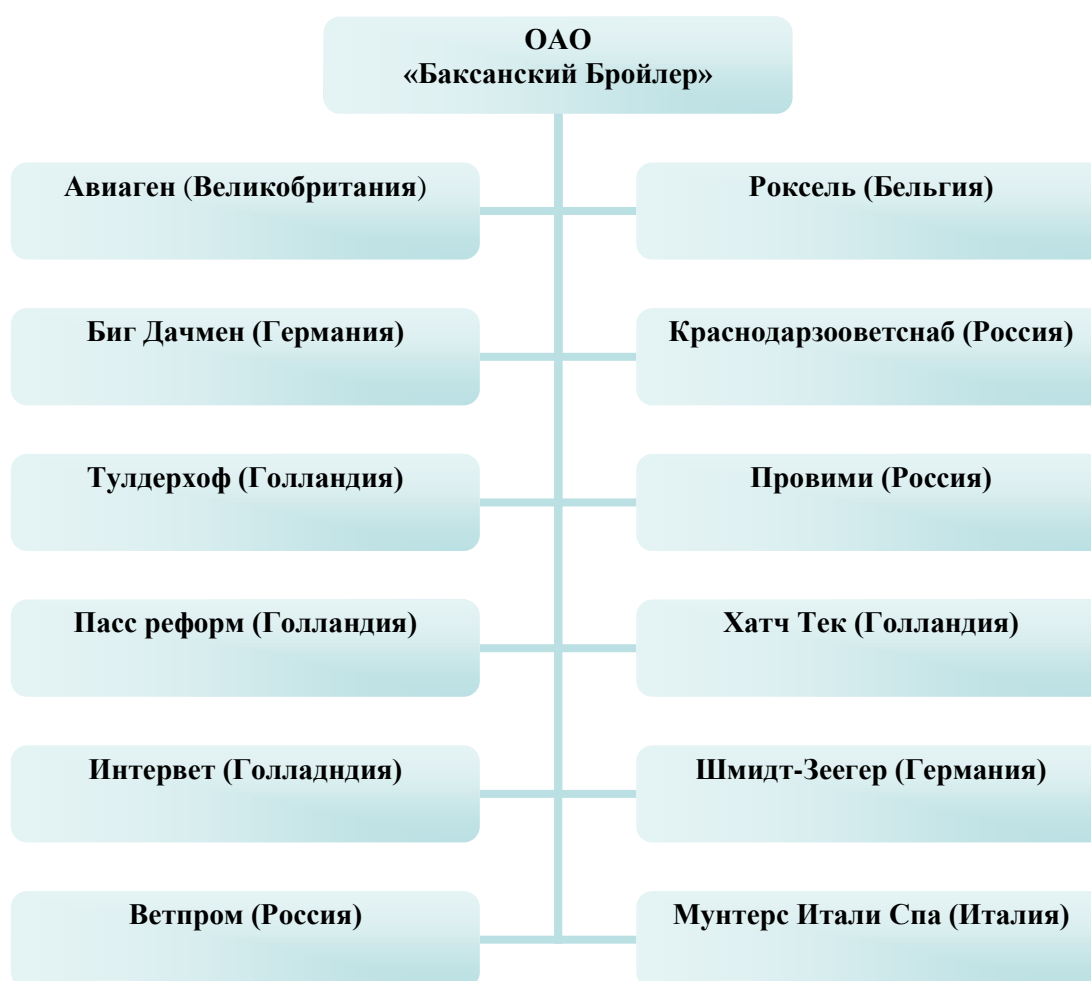 ОАО
«Баксанский Бройлер»
Авиаген (Великобритания)
Роксель (Бельгия)
Биг Дачмен (Германия)
Краснодарзооветснаб (Россия)
Тулдерхоф (Голландия)
Провими (Россия)
Пасс реформ (Голландия)
Хатч Тек (Голландия)
Интервет (Голладндия)
Шмидт-Зеегер (Германия)
Ветпром (Россия)
Мунтерс Итали Спа (Италия)